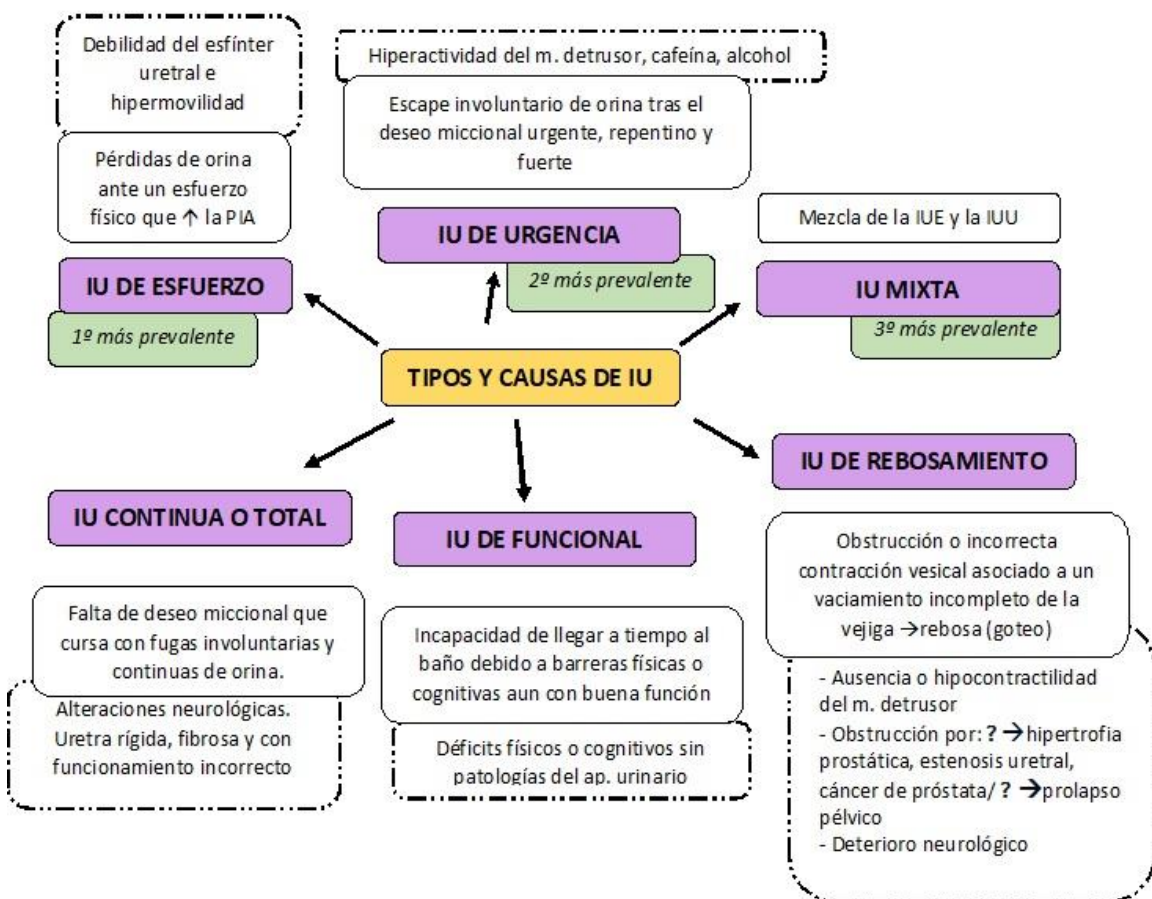 Debilidad del esfínter
uretral e
hipermovilidad
Pérdidas de orina
ante un esfuerzo
físico que ↑ la PIA
IU DE ESFUERZO
1º más prevalente
Hiperactividad del m. detrusor, cafeína, alcohol
Escape involuntario de orina tras el
deseo miccional urgente, repentino y
fuerte
IU DE URGENCIA
2º más prevalente
Mezcla de la IUE y la IUU
IU MIXTA
3º más prevalente
TIPOS Y CAUSAS DE IU
IU CONTINUA O TOTAL
Falta de deseo miccional que
cursa con fugas involuntarias y
continuas de orina.
Alteraciones neurológicas.
Uretra rígida, fibrosa y con
funcionamiento incorrecto
IU DE FUNCIONAL
Incapacidad de llegar a tiempo al
baño debido a barreras físicas o
cognitivas aun con buena función
Déficits físicos o cognitivos sin
patologías del ap. urinario
IU DE REBOSAMIENTO
Obstrucción o incorrecta
contracción vesical asociado a un
vaciamiento incompleto de la
vejiga →rebosa (goteo)
- Ausencia o hipocontractilidad
del m. detrusor
- Obstrucción por: ? →hipertrofia
prostática, estenosis uretral,
cáncer de próstata/ ? →prolapso
pélvico
- Deterioro neurológico